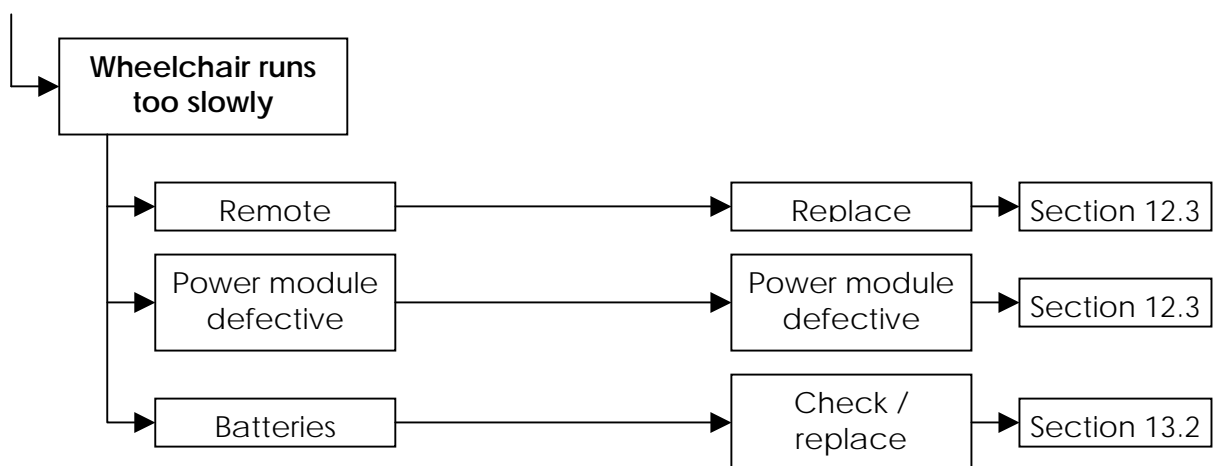 Wheelchair runs
too slowly
Remote
Replace
Section 12.3
Power module
defective
Power module
defective
Section 12.3
Batteries
Check /
replace
Section 13.2